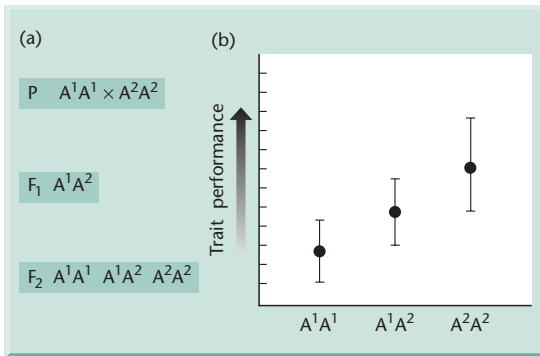 (a)
P A¹A¹ × A²A²
F₁ A¹A²
F₂ A¹A¹ A¹A² A²A²
(b)
Trait performance
A¹A¹ A¹A² A²A²